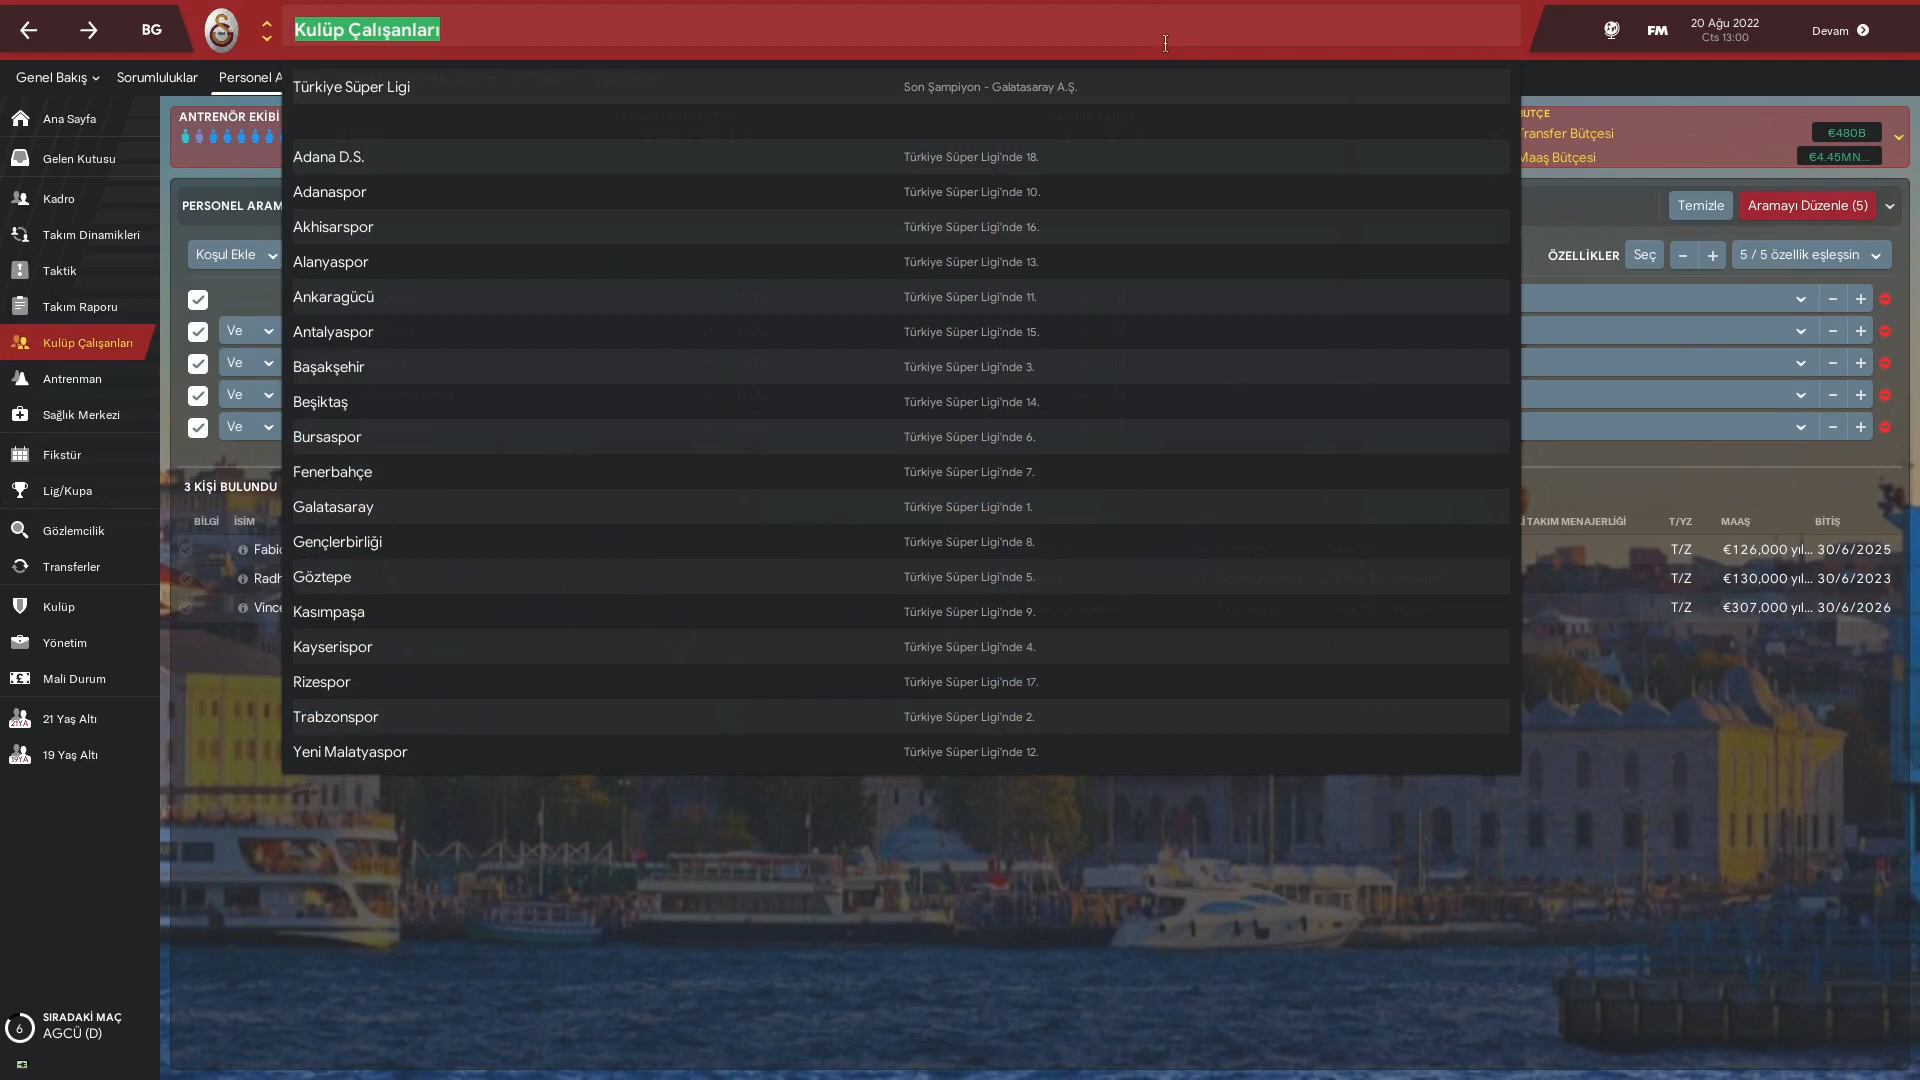 BG
Kulüp Çalışanları
20 Ağu 2022
Cts 13:00
FM
Devam
Genel Bakış
Sorumluluklar
Personel A
Türkiye Süper Ligi Son Şampiyon - Galatasaray A.Ş.
Adana D.S. Türkiye Süper Ligi'nde 18.
Adanaspor Türkiye Süper Ligi'nde 10.
Akhisarspor Türkiye Süper Ligi'nde 16.
Alanyaspor Türkiye Süper Ligi'nde 13.
Ankaragücü Türkiye Süper Ligi'nde 11.
Antalyaspor Türkiye Süper Ligi'nde 15.
Başakşehir Türkiye Süper Ligi'nde 3.
Beşiktaş Türkiye Süper Ligi'nde 14.
Bursaspor Türkiye Süper Ligi'nde 6.
Fenerbahçe Türkiye Süper Ligi'nde 7.
Galatasaray Türkiye Süper Ligi'nde 1.
Gençlerbirliği Türkiye Süper Ligi'nde 8.
Göztepe Türkiye Süper Ligi'nde 5.
Kasımpaşa Türkiye Süper Ligi'nde 9.
Kayserispor Türkiye Süper Ligi'nde 4.
Rizespor Türkiye Süper Ligi'nde 17.
Trabzonspor Türkiye Süper Ligi'nde 2.
Yeni Malatyaspor Türkiye Süper Ligi'nde 12.
Ana Sayfa
Gelen Kutusu
Kadro
Takım Dinamikleri
Taktik
Takım Raporu
Kulüp Çalışanları
Antrenman
Sağlık Merkezi
Fikstür
Lig/Kupa
Gözlemcilik
Transferler
Kulüp
Yönetim
Mali Durum
21YA 21 Yaş Altı
19YA 19 Yaş Altı
6
SIRADAKİ MAÇ
AGCÜ (D)
ANTRENÖR EKİBİ
PERSONEL ARAM
Koşul Ekle
Ve
Ve
Ve
Ve
3 KİŞİ BULUNDU
BİLGİ İSİM
Fabi
Radh
Vince
Transfer Bütçesi €480B
Maaş Bütçesi €4.45MN...
Temizle
Aramayı Düzenle (5)
ÖZELLİKLER
Seç
5 / 5 özellik eşleşsin
TAKIM MENAJERLİĞİ T/YZ MAAŞ BİTİŞ
T/Z €126,000 yıl... 30/6/2025
T/Z €130,000 yıl... 30/6/2023
T/Z €307,000 yıl... 30/6/2026